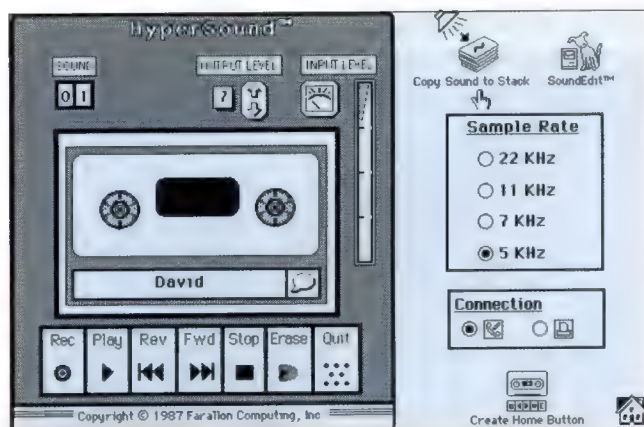 HyperSound™
SOUND
OUTPUT LEVEL
INPUT LEVEL
0 1
7
David
Rec Play Rev Fwd Stop Erase Quit
Copyright © 1987 Farallon Computing, Inc
Copy Sound to Stack
SoundEdit™
Sample Rate
22 KHz
11 KHz
7 KHz
5 KHz
Connection
Create Home Button